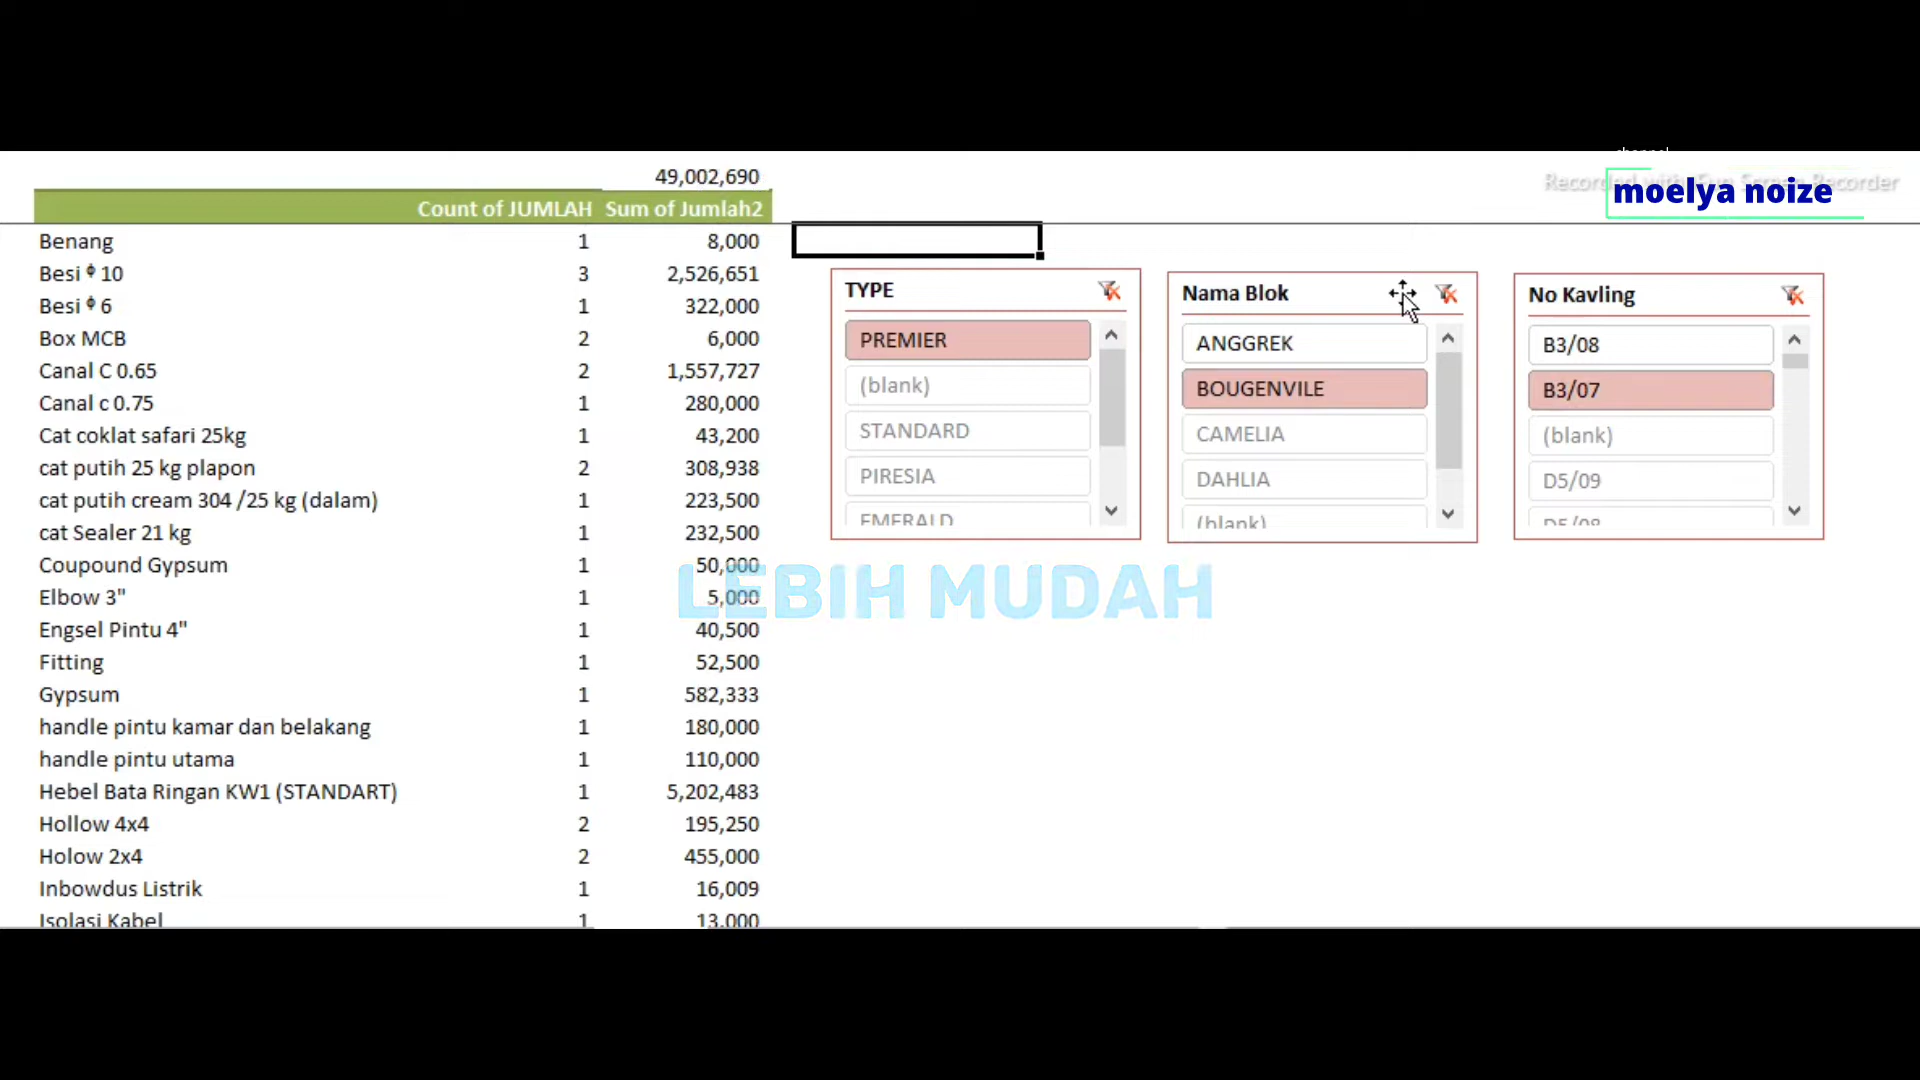 49,002,690
Count of JUMLAH Sum of Jumlah2
Benang 1 8,000
Besi ɸ 10 3 2,526,651
Besi ɸ 6 1 322,000
Box MCB 2 6,000
Canal C 0.65 2 1,557,727
Canal c 0.75 1 280,000
Cat coklat safari 25kg 1 43,200
cat putih 25 kg plapon 2 308,938
cat putih cream 304 /25 kg (dalam) 1 223,500
cat Sealer 21 kg 1 232,500
Coupound Gypsum 1 50,000
Elbow 3" 1 5,000
Engsel Pintu 4" 1 40,500
Fitting 1 52,500
Gypsum 1 582,333
handle pintu kamar dan belakang 1 180,000
handle pintu utama 1 110,000
Hebel Bata Ringan KW1 (STANDART) 1 5,202,483
Hollow 4x4 2 195,250
Holow 2x4 2 455,000
Inbowdus Listrik 1 16,009
Isolasi Kabel 1 13,000
TYPE
PREMIER
(blank)
STANDARD
PIRESIA
EMERALD
Nama Blok
ANGGREK
BOUGENVILE
CAMELIA
DAHLIA
(blank)
No Kavling
B3/08
B3/07
(blank)
D5/09
D5/08
LEBIH MUDAH
moelya noize
Recorder